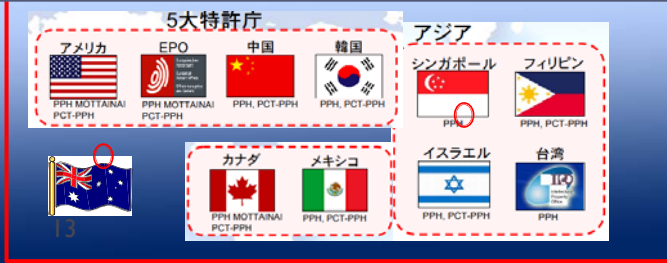 5大特許庁
アメリカ
EPO
中国
韓国
PPH MOTTAINAI
PCT-PPH
PPH MOTTAINAI
PCT-PPH
PPH, PCT-PPH
PPH, PCT-PPH
アジア
シンガポール
フィリピン
PPH
PPH, PCT-PPH
イスラエル
台湾
PPH, PCT-PPH
PPH
カナダ
メキシコ
PPH MOTTAINAI
PCT-PPH
PPH, PCT-PPH
13